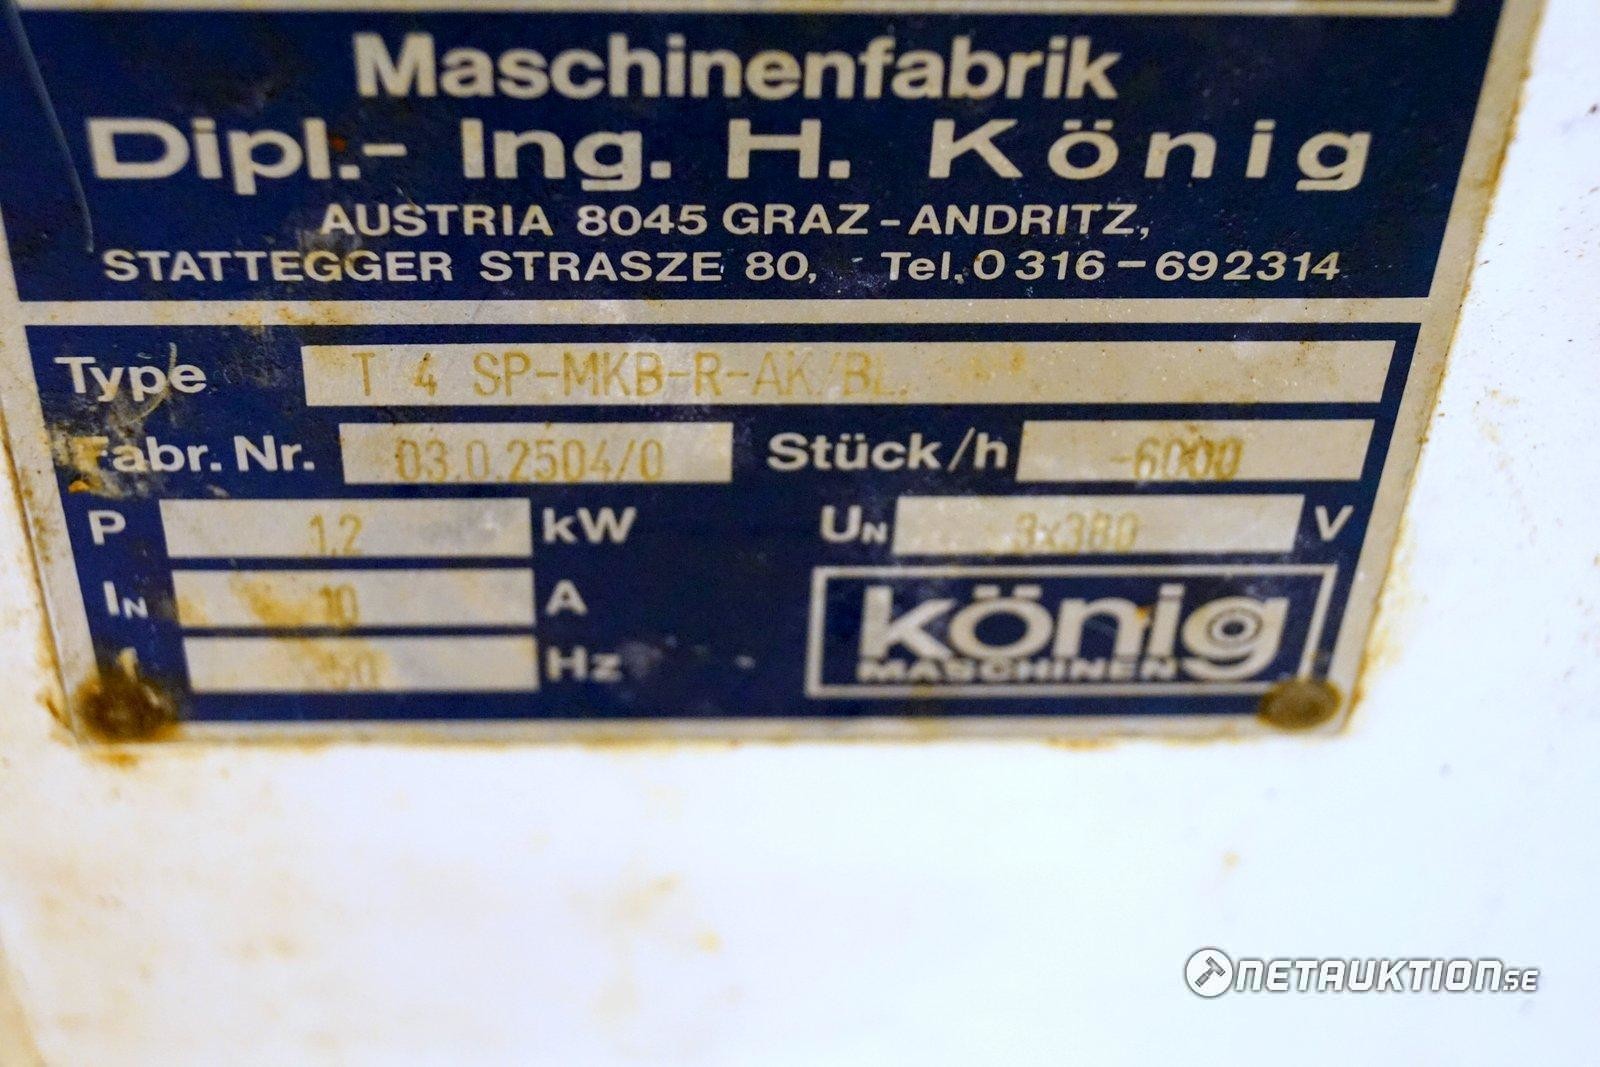 Maschinenfabrik
Dipl.- Ing. H. König
AUSTRIA 8045 GRAZ-ANDRITZ,
STATTEGGER STRASZE 80, Tel. 0316-692314
Type T 4 SP-MKB-R-AK/BL.
Fabr. Nr. 03.0.2504/0 Stück/h -6000
P 1,2 kW UN 3x380 V
IN 10 A
f 50 Hz
könig
MASCHINEN
NETAUKTION.SE